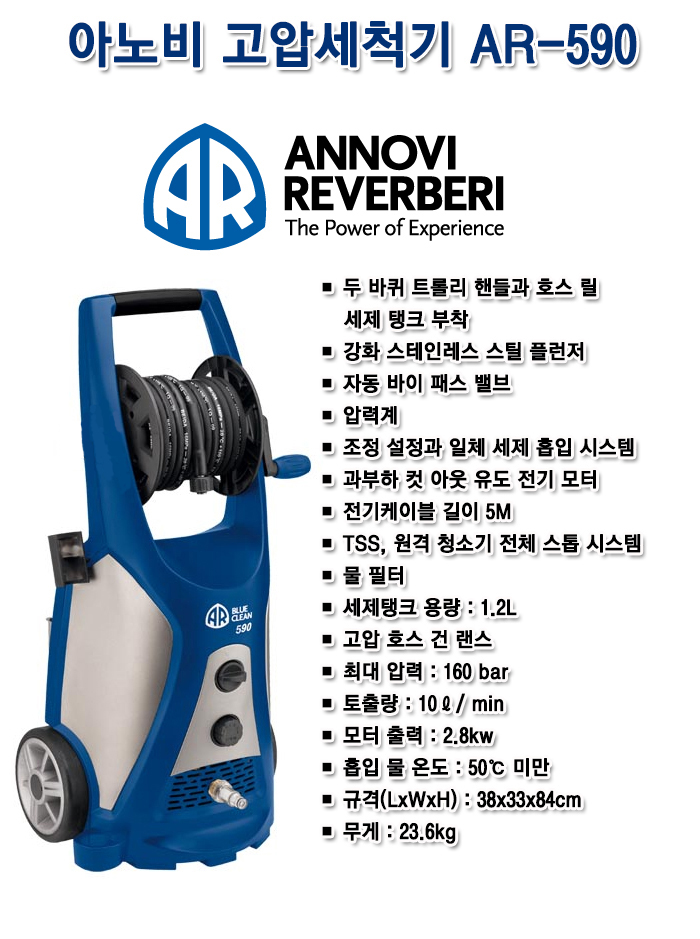 아노비 고압세척기 AR-590
AR
ANNOVI
REVERBERI
The Power of Experience
■ 두 바퀴 트롤리 핸들과 호스 릴
세제 탱크 부착
■ 강화 스테인레스 스틸 플런저
■ 자동 바이 패스 밸브
■ 압력계
■ 조정 설정과 일체 세제 흡입 시스템
■ 과부하 컷 아웃 유도 전기 모터
■ 전기케이블 길이 5M
■ TSS, 원격 청소기 전체 스톱 시스템
■ 물 필터
■ 세제탱크 용량 : 1.2L
■ 고압 호스 건 랜스
■ 최대 압력 : 160 bar
■ 토출량 : 10ℓ/ min
■ 모터 출력 : 2.8kw
■ 흡입 물 온도 : 50℃ 미만
■ 규격(LxWxH) : 38x33x84cm
■ 무게 : 23.6kg
AR BLUE
CLEAN
590